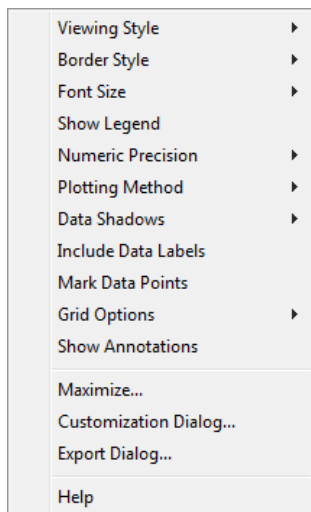 Viewing Style
Border Style
Font Size
Show Legend
Numeric Precision
Plotting Method
Data Shadows
Include Data Labels
Mark Data Points
Grid Options
Show Annotations
Maximize...
Customization Dialog...
Export Dialog...
Help